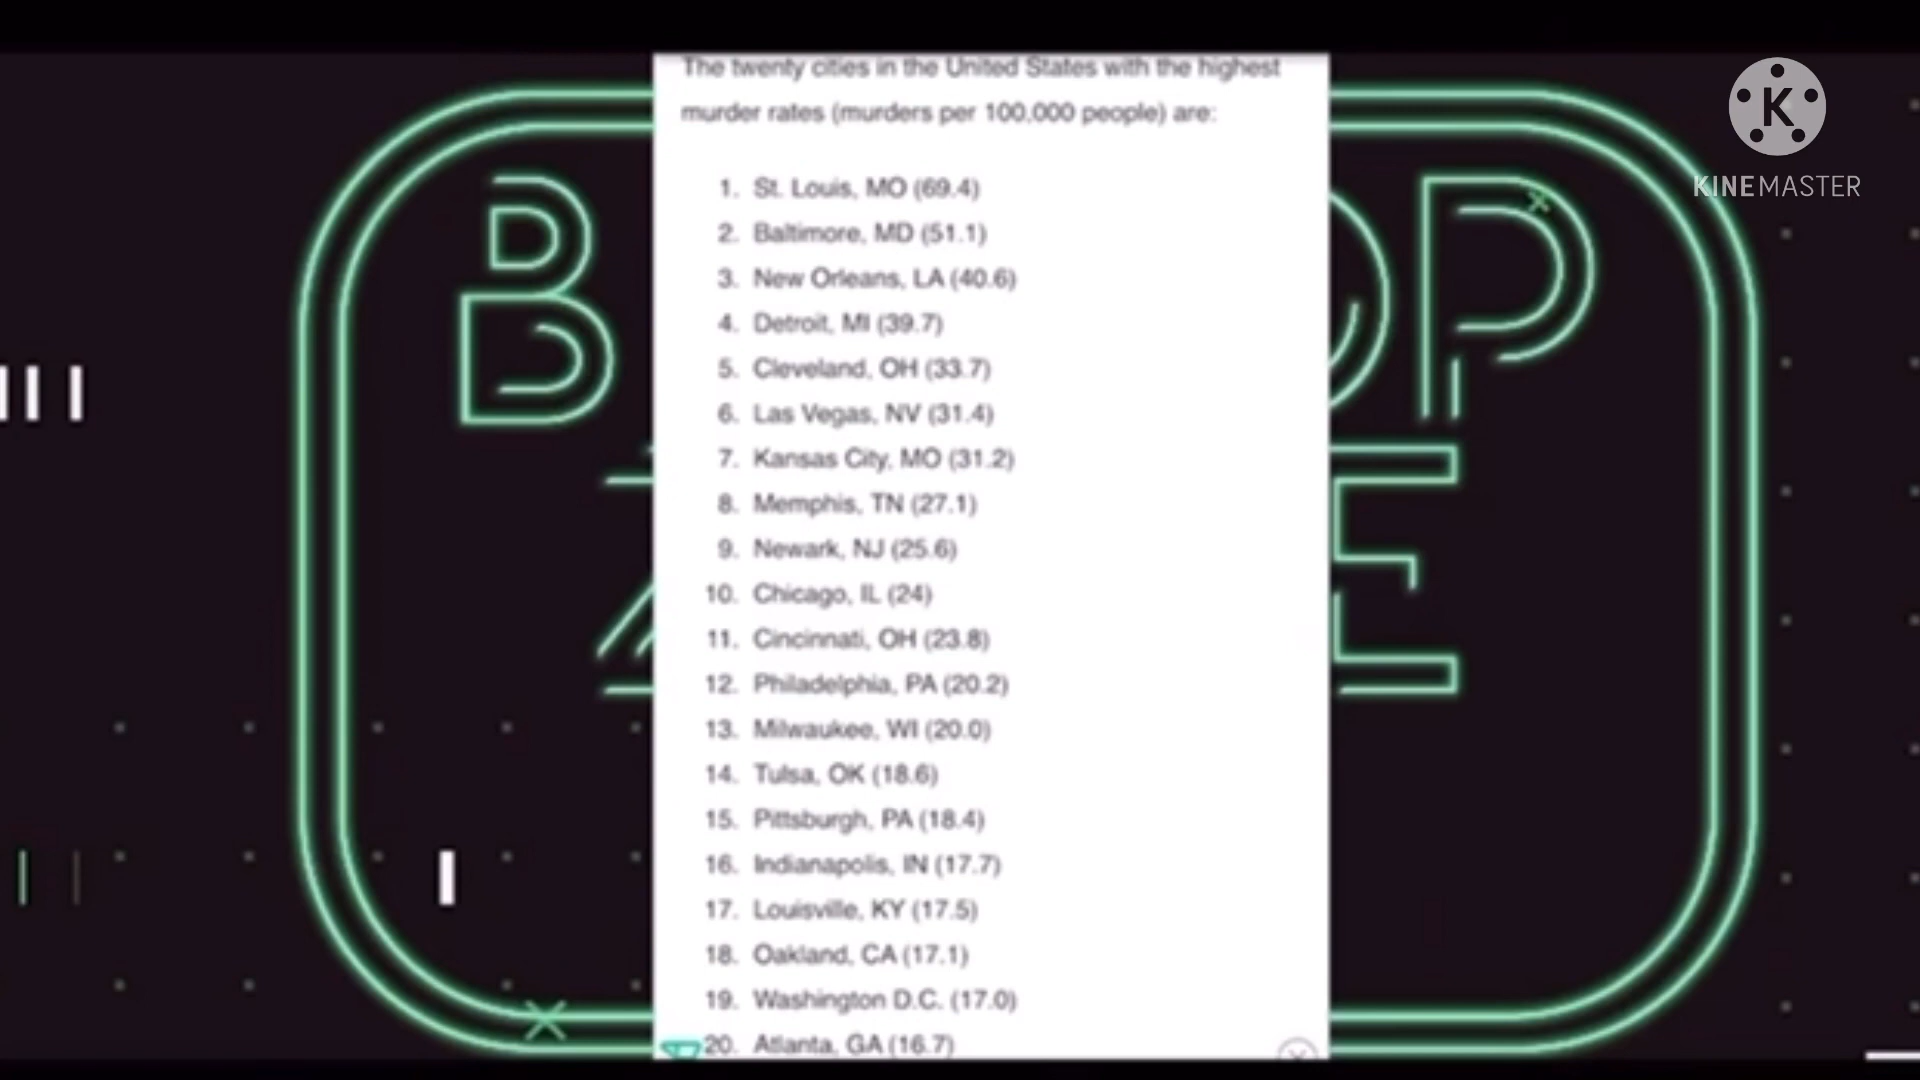 The twenty cities in the United States with the highest
murder rates (murders per 100,000 people) are:
1. St. Louis, MO (69.4)
2. Baltimore, MD (51.1)
3. New Orleans, LA (40.6)
4. Detroit, MI (39.7)
5. Cleveland, OH (33.7)
6. Las Vegas, NV (31.4)
7. Kansas City, MO (31.2)
8. Memphis, TN (27.1)
9. Newark, NJ (25.6)
10. Chicago, IL (24)
11. Cincinnati, OH (23.8)
12. Philadelphia, PA (20.2)
13. Milwaukee, WI (20.0)
14. Tulsa, OK (18.6)
15. Pittsburgh, PA (18.4)
16. Indianapolis, IN (17.7)
17. Louisville, KY (17.5)
18. Oakland, CA (17.1)
19. Washington D.C. (17.0)
20. Atlanta, GA (16.7)
K
KINEMASTER